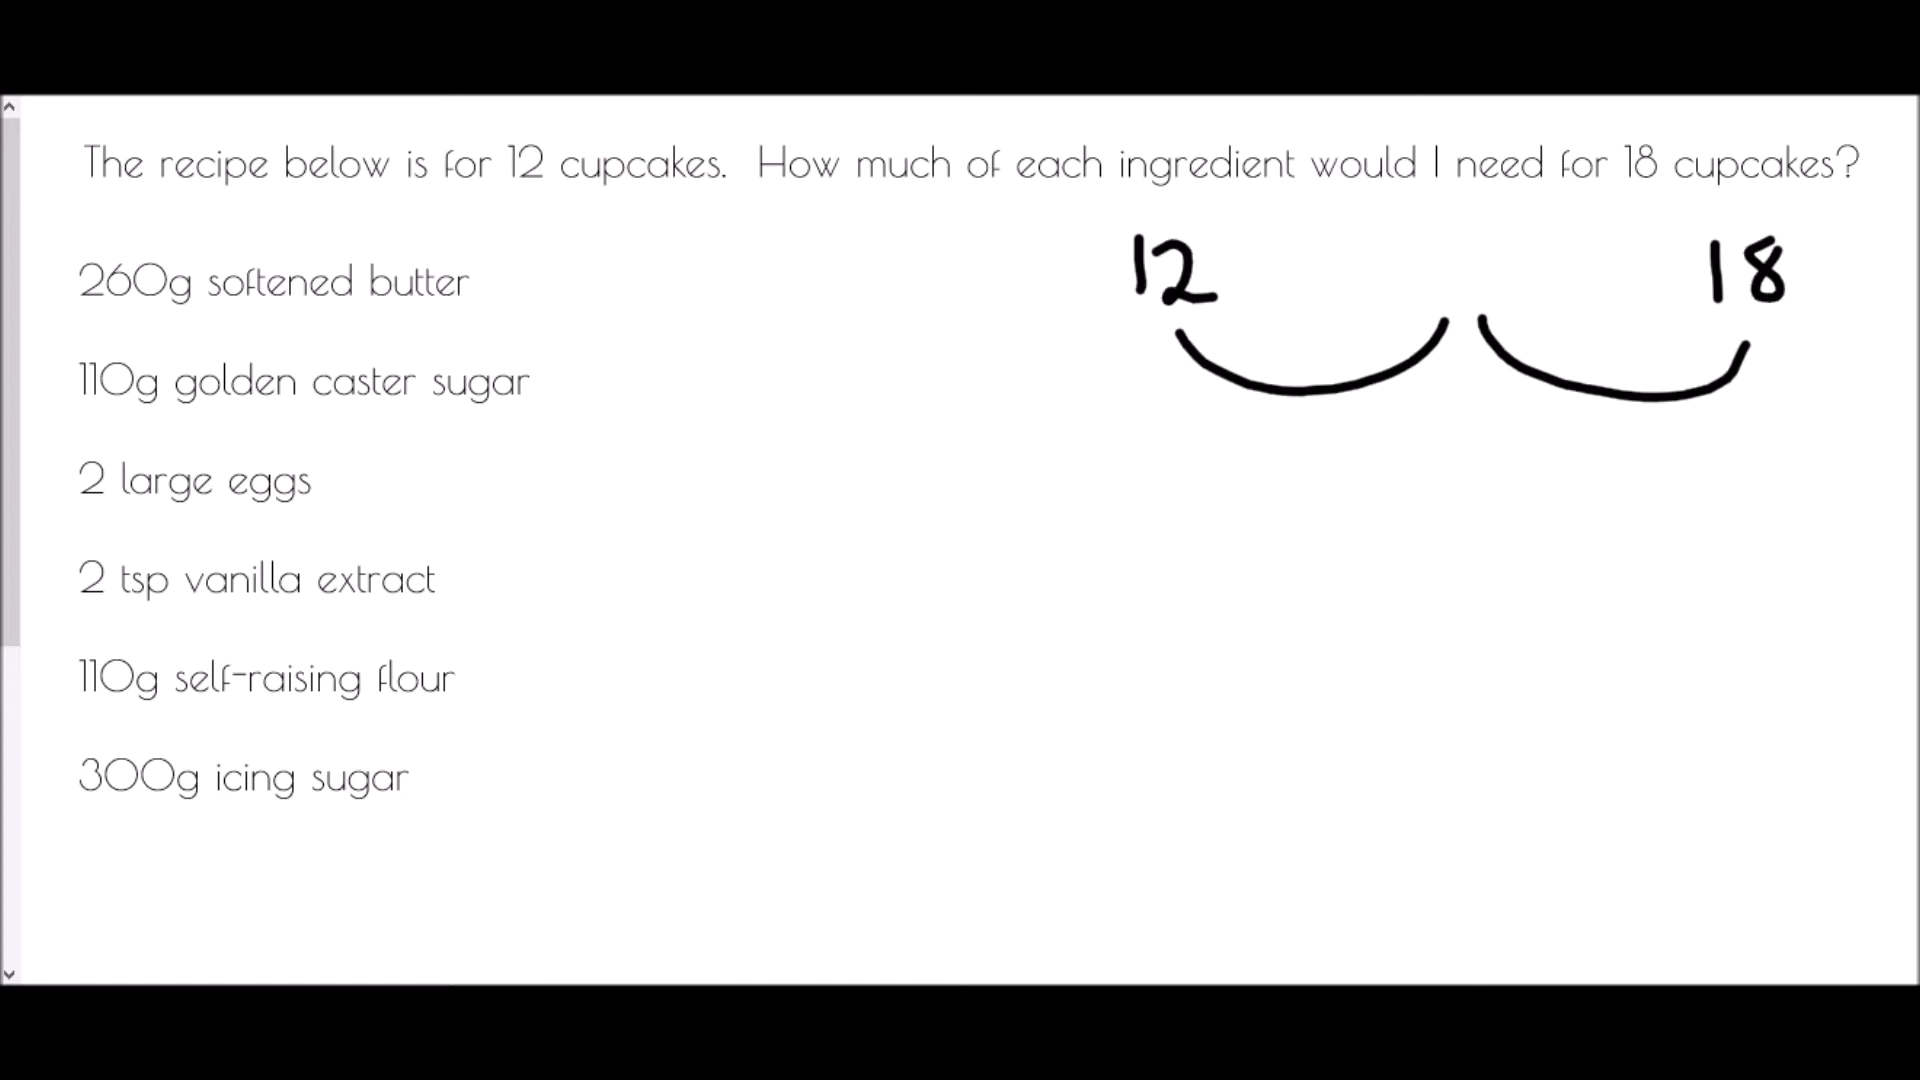 The recipe below is for 12 cupcakes. How much of each ingredient would I need for 18 cupcakes?
12 18
260g softened butter
110g golden caster sugar
2 large eggs
2 tsp vanilla extract
110g self-raising flour
300g icing sugar